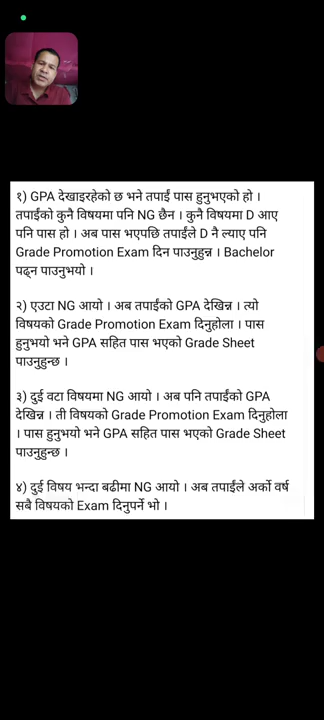 १) GPA देखाइरहेको छ भने तपाईं पास हुनुभएको हो ।
तपाईंको कुनै विषयमा पनि NG छैन । कुनै विषयमा D आए
पनि पास हो । अब पास भएपछि तपाईंले D नै ल्याए पनि
Grade Promotion Exam दिन पाउनुहुन्न । Bachelor
पढ्न पाउनुभयो ।
२) एउटा NG आयो । अब तपाईंको GPA देखिन्न । त्यो
विषयको Grade Promotion Exam दिनुहोला । पास
हुनुभयो भने GPA सहित पास भएको Grade Sheet
पाउनुहुन्छ ।
३) दुई वटा विषयमा NG आयो । अब पनि तपाईंको GPA
देखिन्न । ती विषयको Grade Promotion Exam दिनुहोला
। पास हुनुभयो भने GPA सहित पास भएको Grade Sheet
पाउनुहुन्छ ।
४) दुई विषय भन्दा बढीमा NG आयो । अब तपाईंले अर्को वर्ष
सबै विषयको Exam दिनुपर्ने भो ।